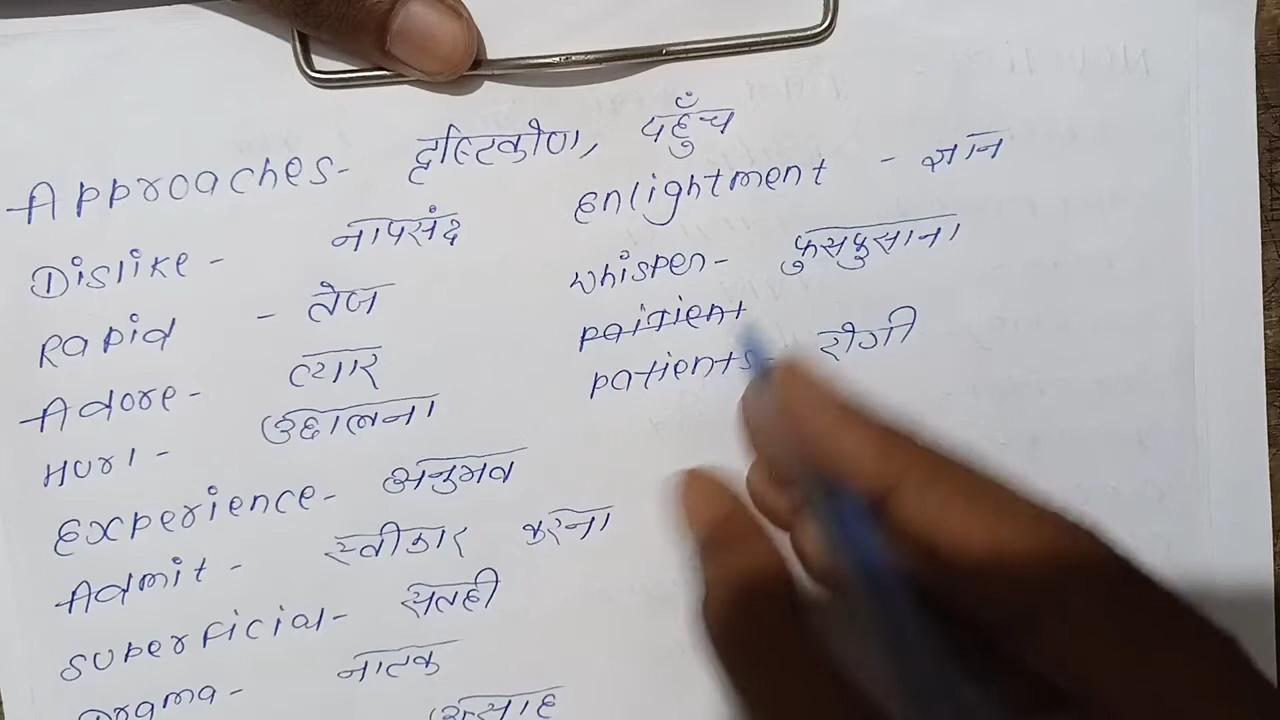 Approaches- दृष्टिकोण, पहुँच
Dislike - नापसंद
Rapid - तेज
Adore- प्यार
Hurl - उछालना
Experience- अनुभव
Admit- स्वीकार करना
Superficial- सतही
Drama- नाटक
Enlightment - ज्ञान
Whisper- फुसफुसाना
patients- रोगी